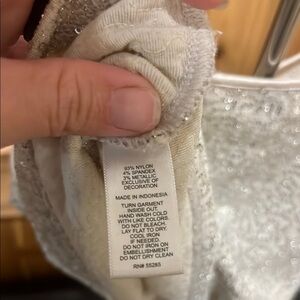 93% NYLON
4% SPANDEX
3% METALLIC
EXCLUSIVE OF
DECORATION
MADE IN INDONESIA
TURN GARMENT
INSIDE OUT.
HAND WASH COLD
WITH LIKE COLORS.
DO NOT BLEACH.
LAY FLAT TO DRY.
COOL IRON
IF NEEDED.
DO NOT IRON ON
EMBELLISHMENT
DO NOT DRY CLEAN
RN# 55285